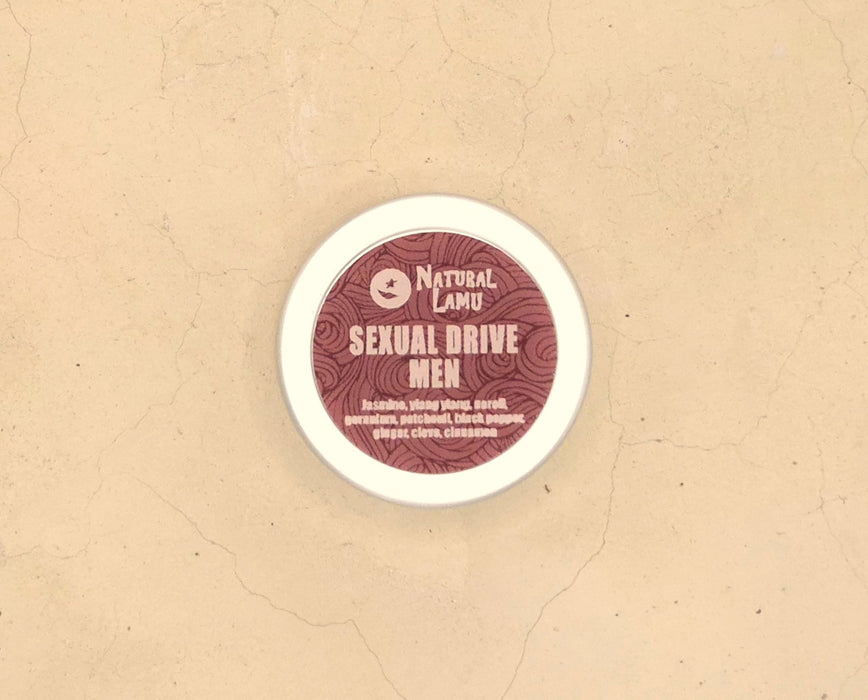 NATURAL
LAMU
SEXUAL DRIVE
MEN
Jasmine, ylang ylang, neroli,
geranium, patchouli, black pepper,
ginger, clove, cinnamon